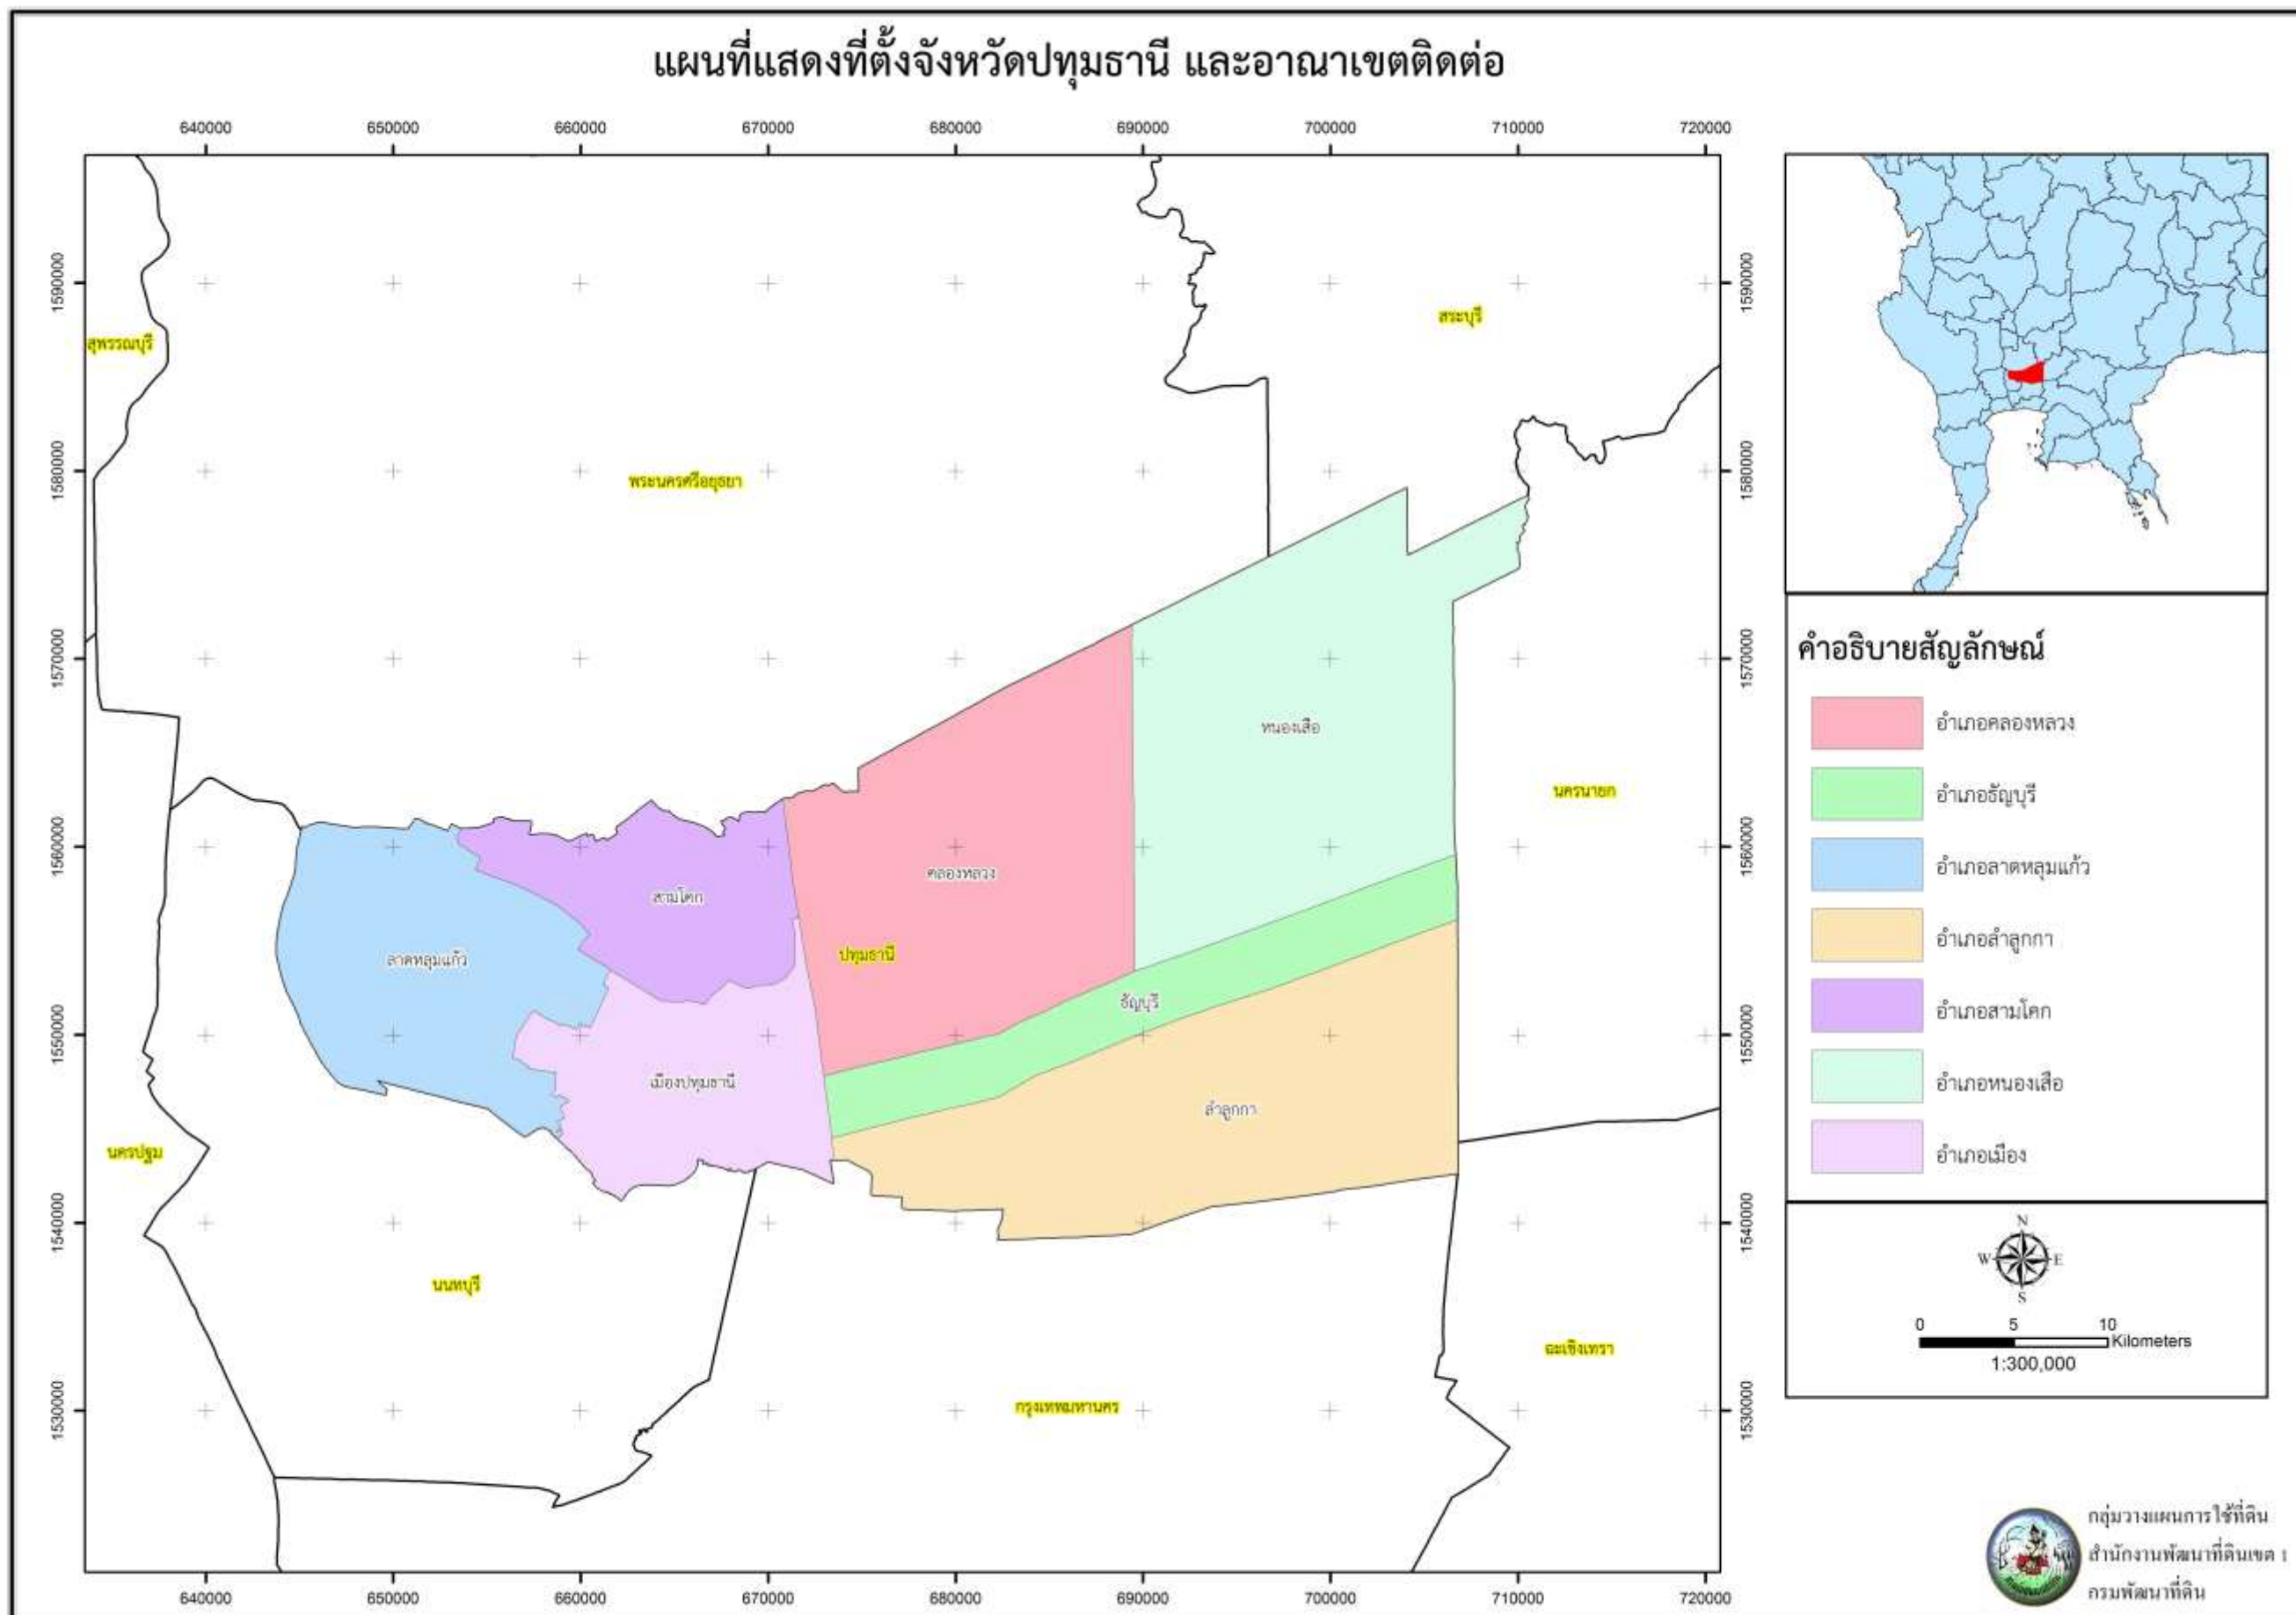 แผนที่แสดงที่ตั้งจังหวัดปทุมธานี และอาณาเขตติดต่อ
640000 650000 660000 670000 680000 690000 700000 710000 720000
1590000 1590000
สระบุรี
สุพรรณบุรี
1580000 1580000
พระนครศรีอยุธยา
1570000 1570000
หนองเสือ
นครนายก
1560000 1560000
คลองหลวง
สามโคก
ปทุมธานี
ลาดหลุมแก้ว
ธัญบุรี
1550000 1550000
เมืองปทุมธานี
ลำลูกกา
นครปฐม
1540000 1540000
นนทบุรี
ฉะเชิงเทรา
กรุงเทพมหานคร
1530000 1530000
640000 650000 660000 670000 680000 690000 700000 710000 720000
คำอธิบายสัญลักษณ์
อำเภอคลองหลวง
อำเภอธัญบุรี
อำเภอลาดหลุมแก้ว
อำเภอลำลูกกา
อำเภอสามโคก
อำเภอหนองเสือ
อำเภอเมือง
N
W E
S
0 5 10
Kilometers
1:300,000
กลุ่มวางแผนการใช้ที่ดิน
สำนักงานพัฒนาที่ดินเขต 1
กรมพัฒนาที่ดิน